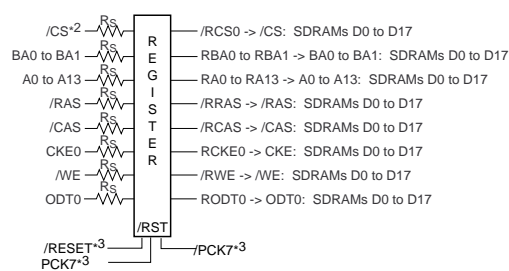 /CS*2 RS /RCS0 -> /CS: SDRAMs D0 to D17
BA0 to BA1 RS RBA0 to RBA1 -> BA0 to BA1: SDRAMs D0 to D17
A0 to A13 RS RA0 to RA13 -> A0 to A13: SDRAMs D0 to D17
/RAS RS /RRAS -> /RAS: SDRAMs D0 to D17
/CAS RS /RCAS -> /CAS: SDRAMs D0 to D17
CKE0 RS RCKE0 -> CKE: SDRAMs D0 to D17
/WE RS /RWE -> /WE: SDRAMs D0 to D17
ODT0 RS RODT0 -> ODT0: SDRAMs D0 to D17
REGISTER
/RST
/RESET*3 /PCK7*3
PCK7*3